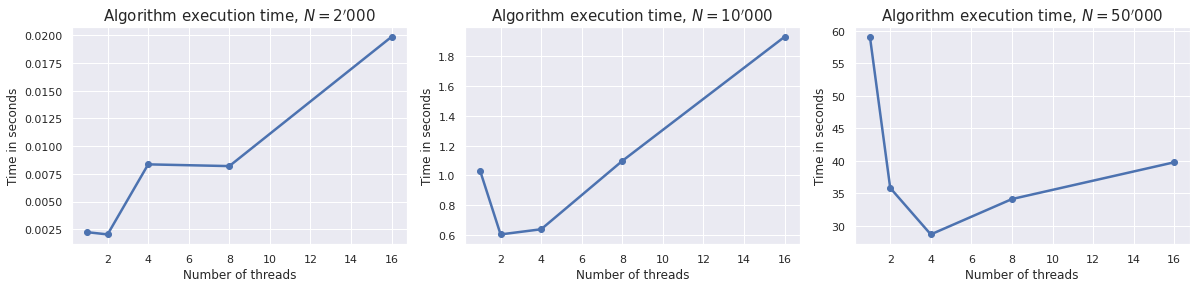 Algorithm execution time, N = 2′000
0.0200
0.0175
0.0150
0.0125
0.0100
0.0075
0.0050
0.0025
Time in seconds
2 4 6 8 10 12 14 16
Number of threads
Algorithm execution time, N = 10′000
1.8
1.6
1.4
1.2
1.0
0.8
0.6
Time in seconds
2 4 6 8 10 12 14 16
Number of threads
Algorithm execution time, N = 50′000
60
55
50
45
40
35
30
Time in seconds
2 4 6 8 10 12 14 16
Number of threads